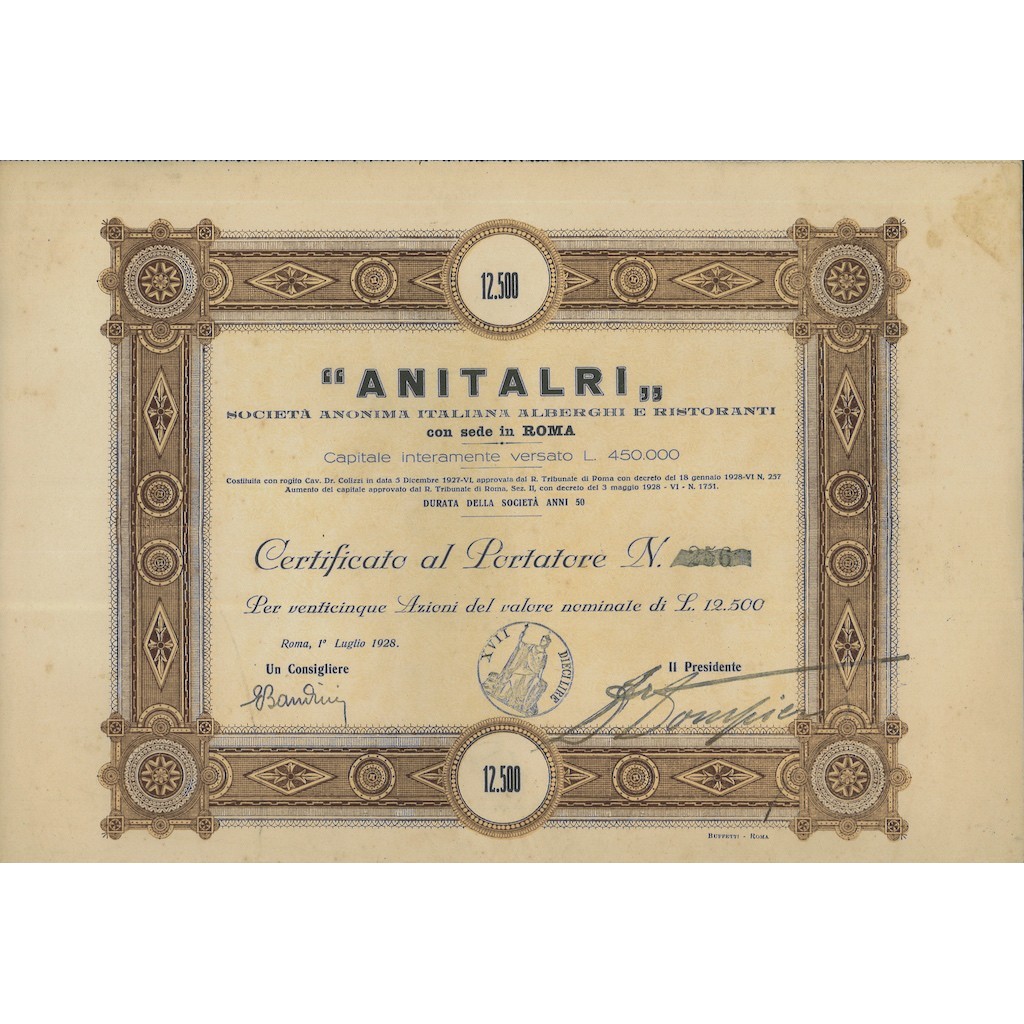 12.500
“ANITALRI„
SOCIETÀ ANONIMA ITALIANA ALBERGHI E RISTORANTI
con sede in ROMA
Capitale interamente versato L. 450.000
Costituita con rogito Cav. Dr. Colizzi in data 5 Dicembre 1927-VI, approvata dal R. Tribunale di Roma con decreto del 18 gennaio 1928-VI N. 257
Aumento del capitale approvato dal R. Tribunale di Roma, Sez. II, con decreto del 3 maggio 1928 - VI - N. 1751.
DURATA DELLA SOCIETÀ ANNI 50
Certificato al Portatore N. 256
Per venticinque Azioni del valore nominale di L. 12.500
Roma, 1º Luglio 1928.
Un Consigliere
Il Presidente
XVII DIECI LIRE
Bandini
12.500
BUFFETTI - ROMA